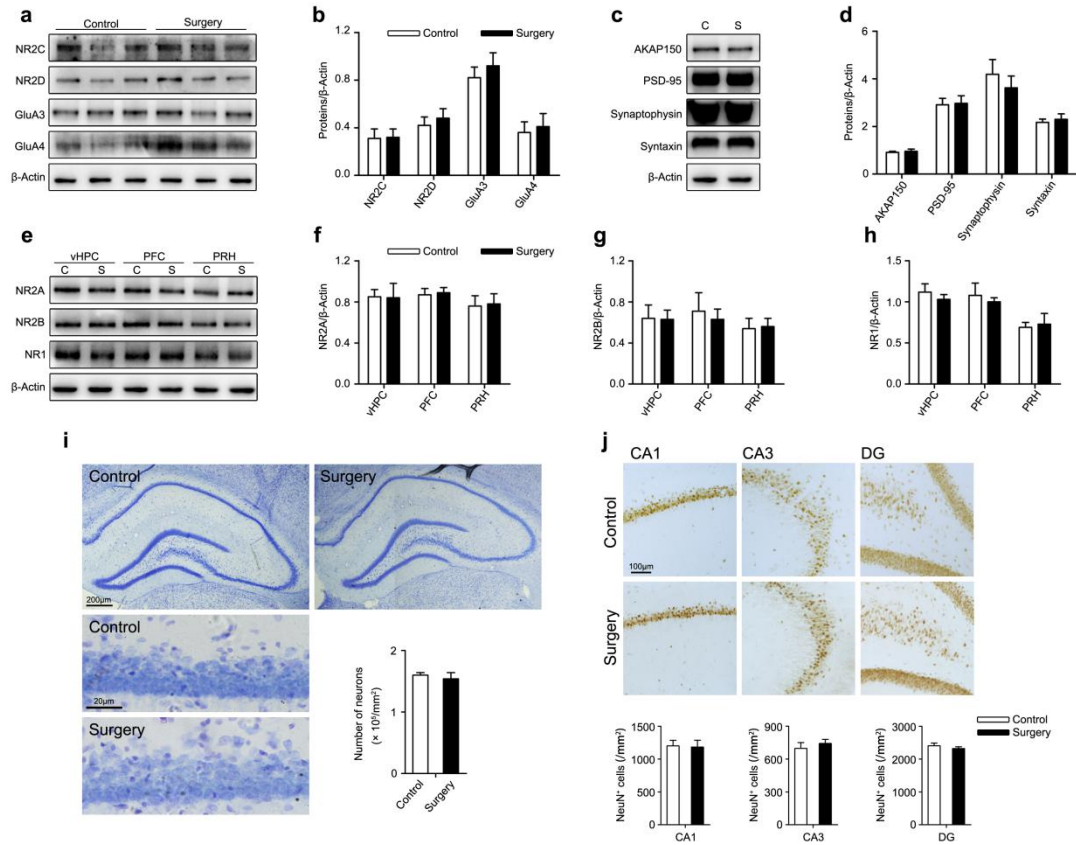 a
Control Surgery
NR2C
NR2D
GluA3
GluA4
β-Actin
b
Control Surgery
Proteins/β-Actin
1.2
0.8
0.4
0
NR2C NR2D GluA3 GluA4
c
C S
AKAP150
PSD-95
Synaptophysin
Syntaxin
β-Actin
d
Proteins/β-Actin
6
4
2
0
AKAP150 PSD-95 Synaptophysin Syntaxin
e
vHPC PFC PRH
C S C S C S
NR2A
NR2B
NR1
β-Actin
f
Control Surgery
NR2A/β-Actin
1.2
0.8
0.4
0.0
vHPC PFC PRH
g
NR2B/β-Actin
1.2
0.8
0.4
0.0
vHPC PFC PRH
h
NR1/β-Actin
1.5
1.0
0.5
0.0
vHPC PFC PRH
i
Control Surgery
200μm
Control
20μm
Surgery
Number of neurons
(× 10⁵/mm²)
2
1
0
Control Surgery
j
CA1 CA3 DG
Control
100μm
Surgery
Control
Surgery
NeuN⁺ cells (/mm²)
1500
1200
900
600
300
0
CA1
NeuN⁺ cells (/mm²)
900
600
300
0
CA3
NeuN⁺ cells (/mm²)
3000
2000
1000
0
DG